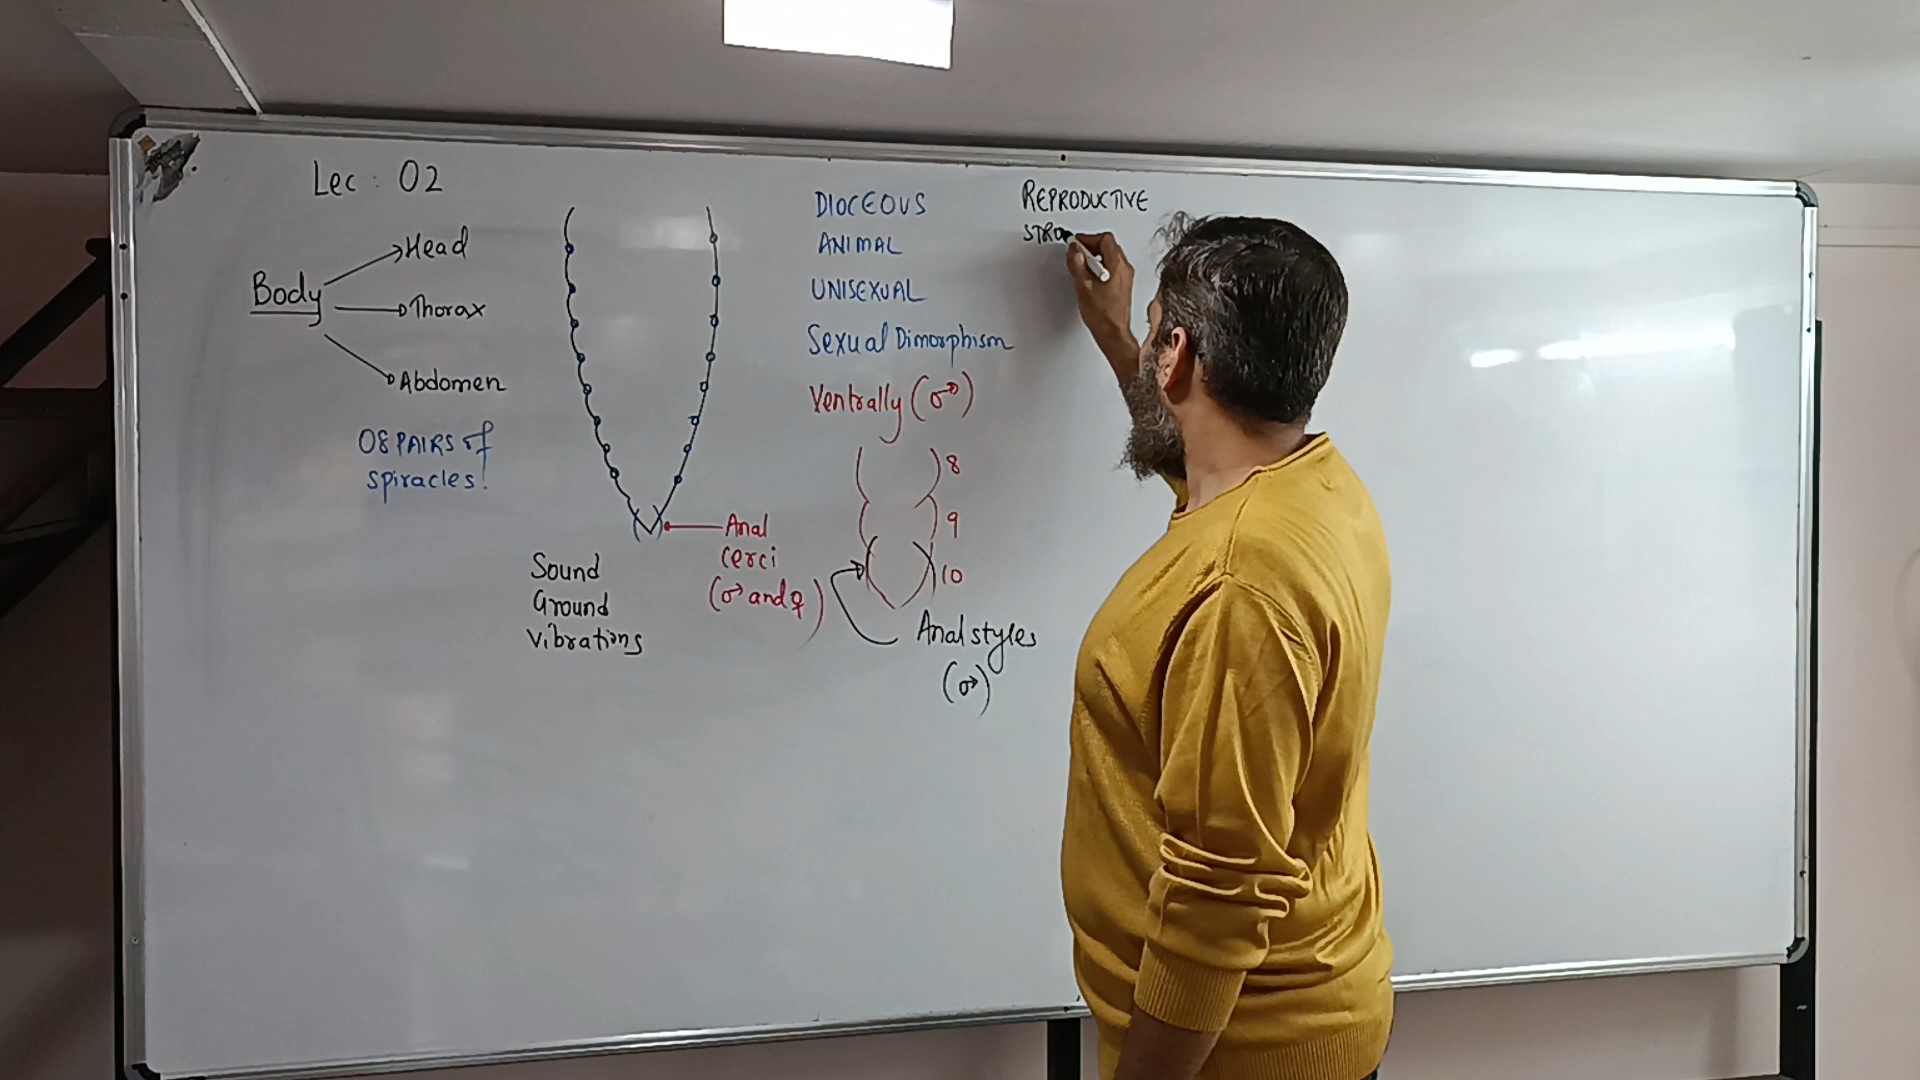 Lec : 02
Body
Head
Thorax
Abdomen
08 PAIRS of
spiracles!
Anal
cerci
(♂ and ♀)
Sound
Ground
Vibrations
DIOCEOUS
ANIMAL
UNISEXUAL
Sexual Dimorphism
Ventrally (♂)
8
9
10
Anal styles
(♂)
REPRODUCTIVE